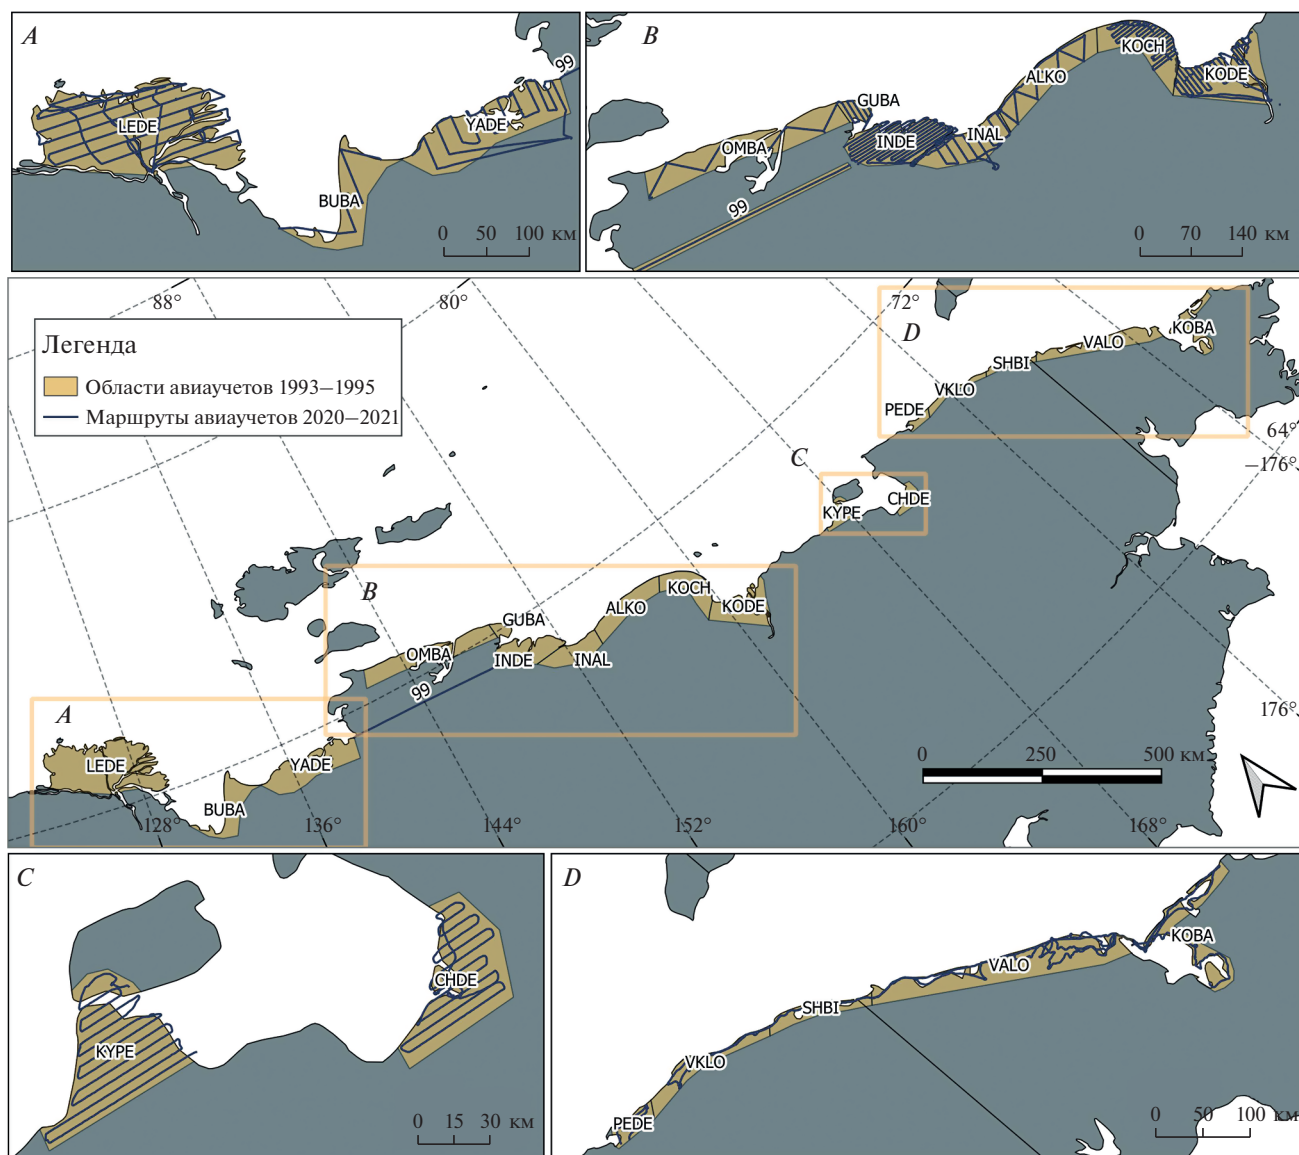 A
LEDE
BUBA
YADE
99
0 50 100 км
B
OMBA
GUBA
INDE
INAL
ALKO
KOCH
KODE
99
0 70 140 км
88°
80°
72°
64°
−176°
176°
Легенда
Области авиаучетов 1993−1995
Маршруты авиаучетов 2020−2021
D
PEDE
VKLO
SHBI
VALO
KOBA
C
KYPE
CHDE
B
OMBA
GUBA
INDE
INAL
ALKO
KOCH
KODE
99
A
LEDE
BUBA
YADE
0 250 500 км
128°
136°
144°
152°
160°
168°
C
KYPE
CHDE
0 15 30 км
D
PEDE
VKLO
SHBI
VALO
KOBA
0 50 100 км